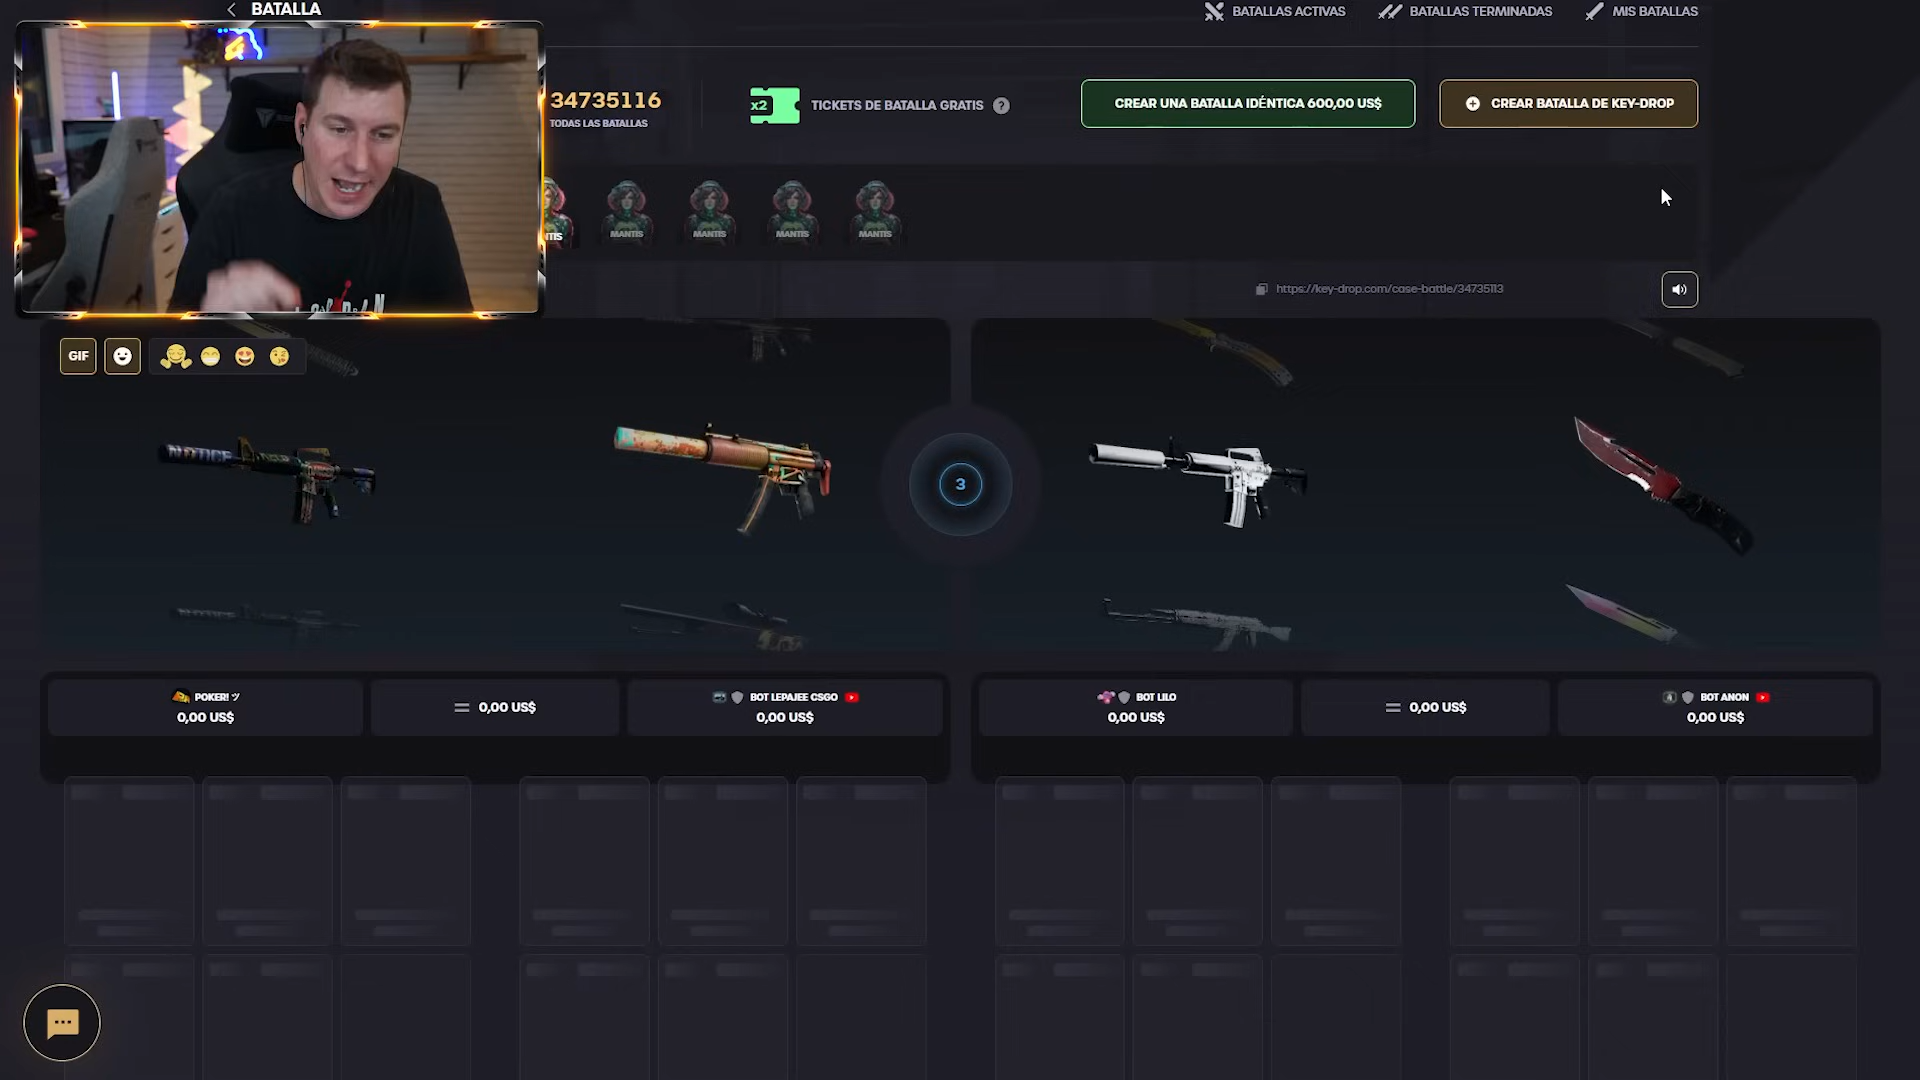 BATALLA
BATALLAS ACTIVAS
BATALLAS TERMINADAS
MIS BATALLAS
34735116
TODAS LAS BATALLAS
x2
TICKETS DE BATALLA GRATIS ?
CREAR UNA BATALLA IDÉNTICA 600,00 US$
CREAR BATALLA DE KEY-DROP
TIS
MANTIS
MANTIS
MANTIS
MANTIS
https://key-drop.com/case-battle/34735113
GIF
3
POKER! ツ
0,00 US$
= 0,00 US$
BOT LEPAJEE CSGO
0,00 US$
BOT LILO
0,00 US$
= 0,00 US$
BOT ANON
0,00 US$